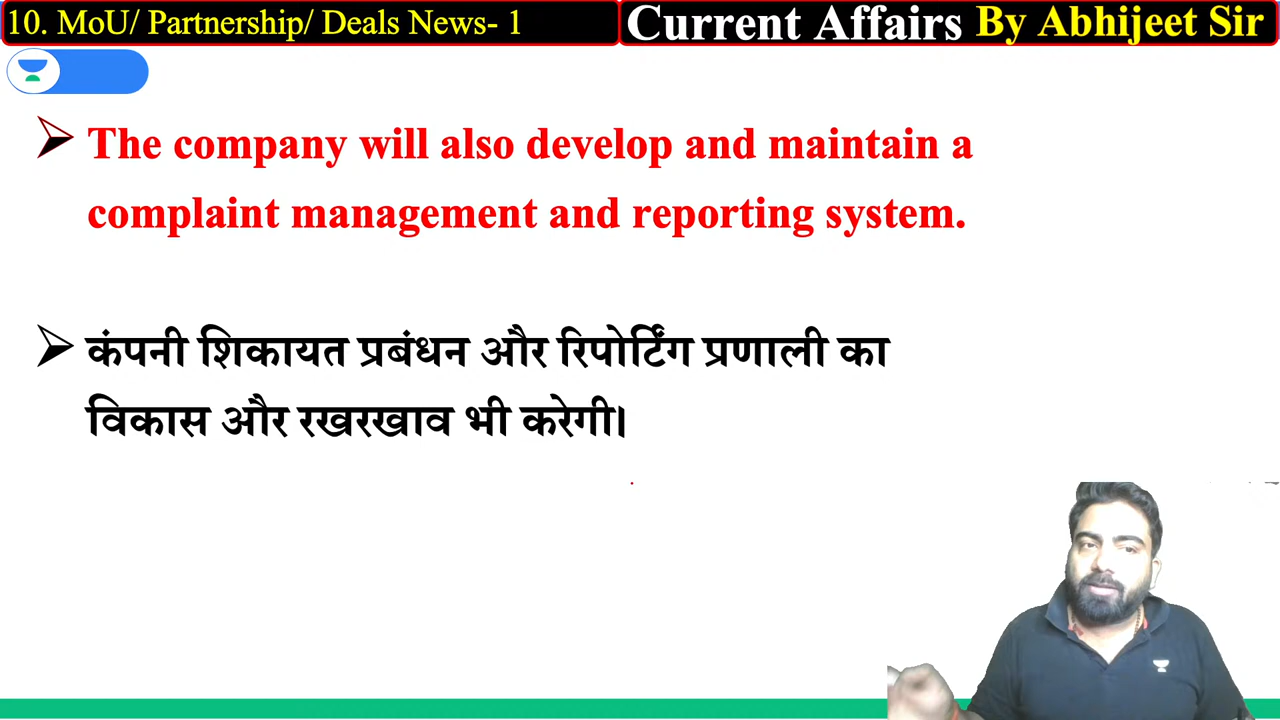 10. MoU/ Partnership/ Deals News- 1
Current Affairs By Abhijeet Sir
The company will also develop and maintain a
complaint management and reporting system.
कंपनी शिकायत प्रबंधन और रिपोर्टिंग प्रणाली का
विकास और रखरखाव भी करेगी।